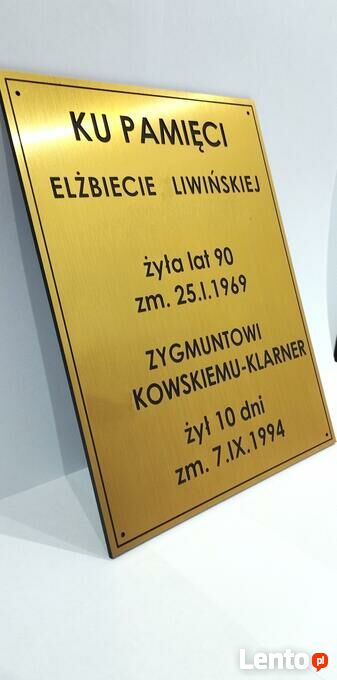 KU PAMIĘCI
ELŻBIECIE LIWIŃSKIEJ
żyła lat 90
zm. 25.I.1969
ZYGMUNTOWI
KOWSKIEMU-KLARNER
żył 10 dni
zm. 7.IX.1994
Lento.pl